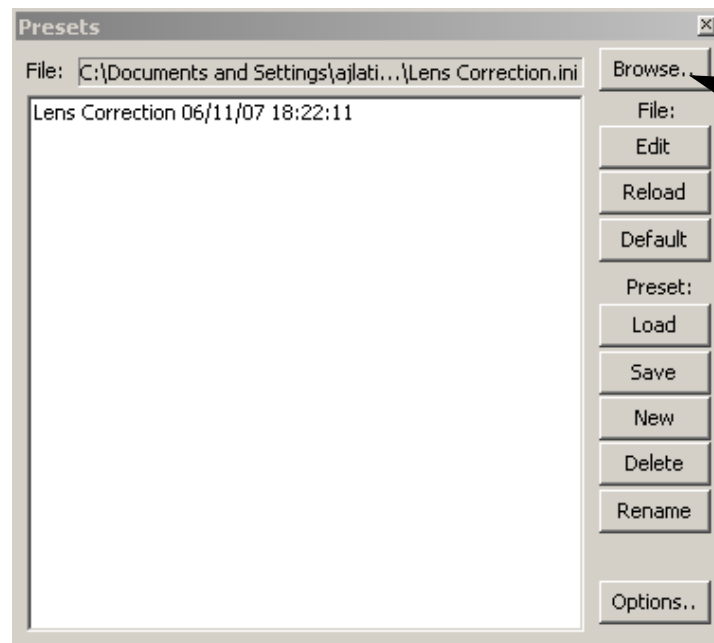 Presets
File: C:\Documents and Settings\ajlati...\Lens Correction.ini
Browse..
Lens Correction 06/11/07 18:22:11
File:
Edit
Reload
Default
Preset:
Load
Save
New
Delete
Rename
Options..